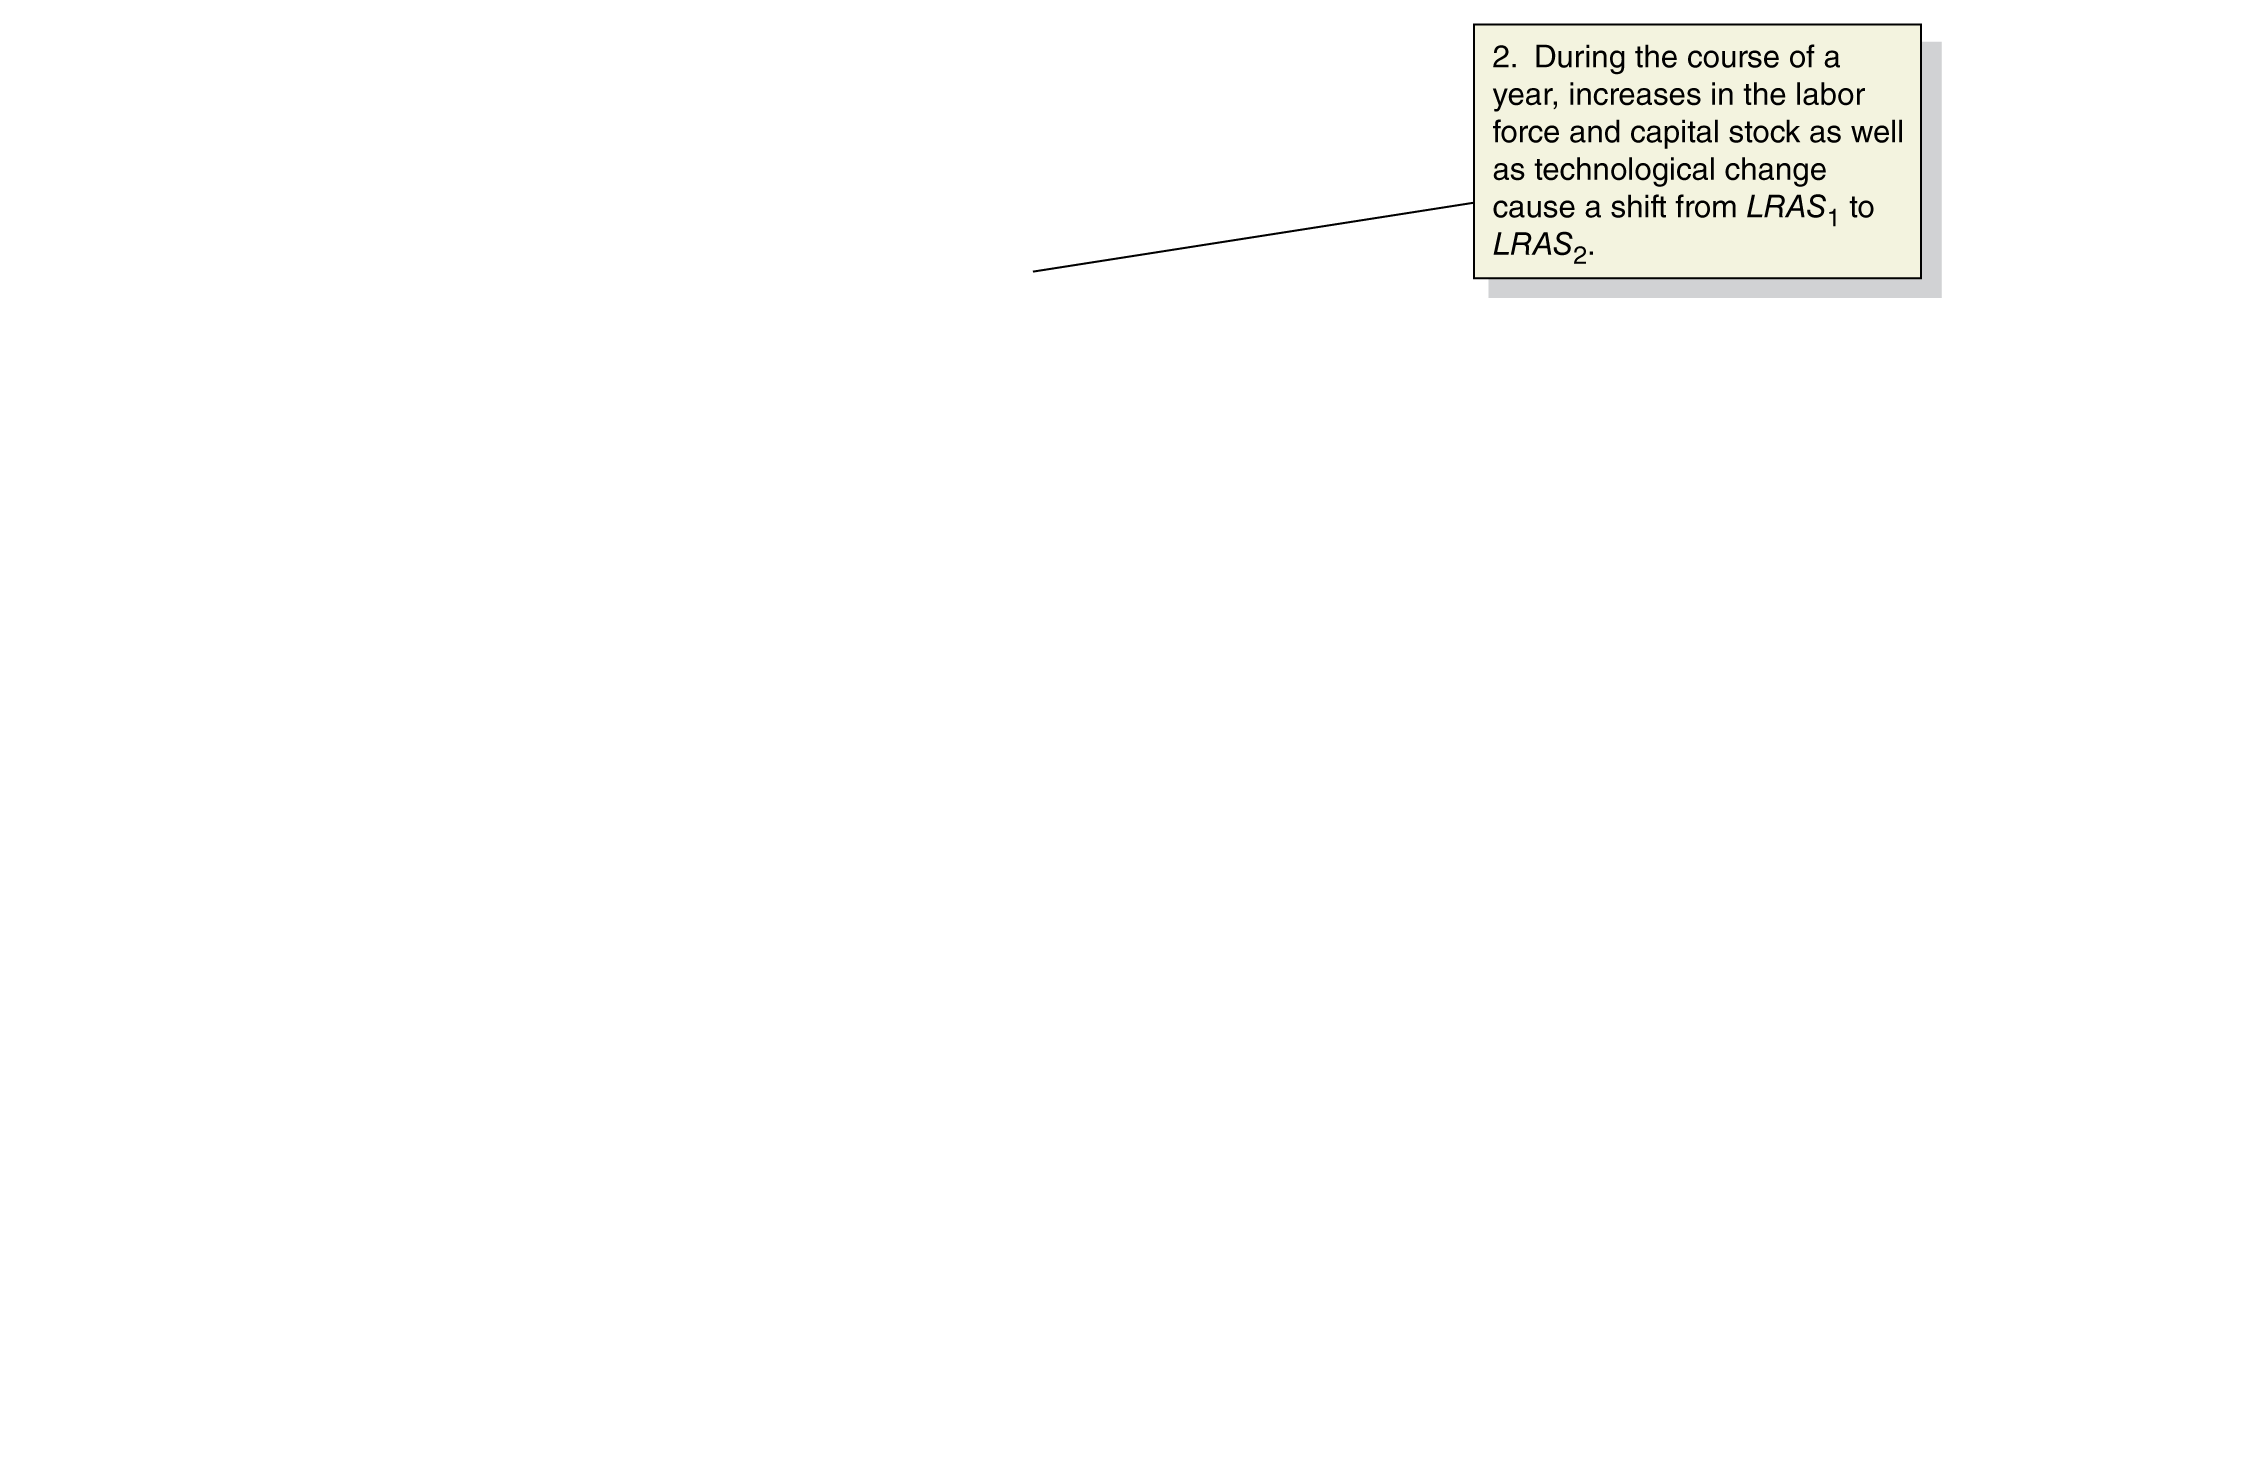 2. During the course of a
year, increases in the labor
force and capital stock as well
as technological change
cause a shift from LRAS₁ to
LRAS₂.